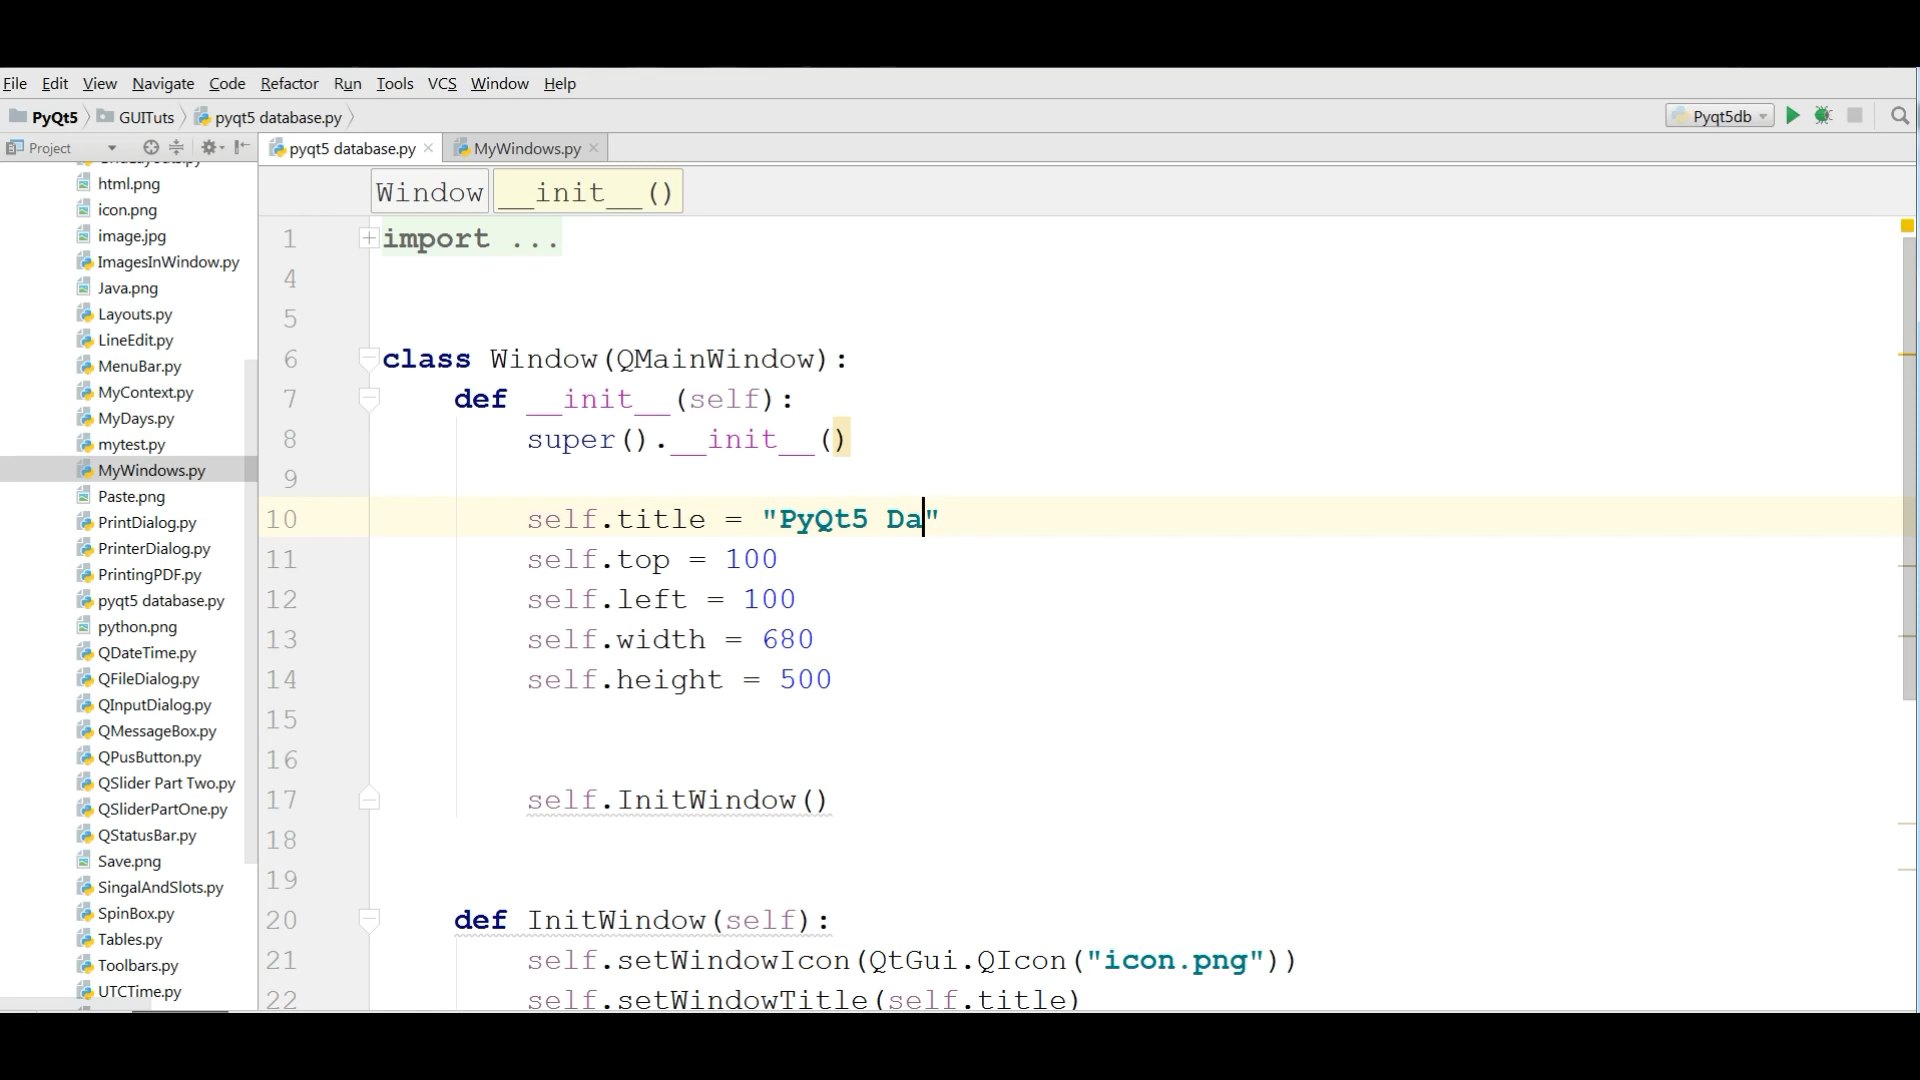 File Edit View Navigate Code Refactor Run Tools VCS Window Help
PyQt5 GUITuts pyqt5 database.py Pyqt5db
Project pyqt5 database.py MyWindows.py
html.png
icon.png
image.jpg
ImagesInWindow.py
Java.png
Layouts.py
LineEdit.py
MenuBar.py
MyContext.py
MyDays.py
mytest.py
MyWindows.py
Paste.png
PrintDialog.py
PrinterDialog.py
PrintingPDF.py
pyqt5 database.py
python.png
QDateTime.py
QFileDialog.py
QInputDialog.py
QMessageBox.py
QPusButton.py
QSlider Part Two.py
QSliderPartOne.py
QStatusBar.py
Save.png
SingalAndSlots.py
SpinBox.py
Tables.py
Toolbars.py
UTCTime.py
Window __init__()
1 import ...
4
5
6 class Window(QMainWindow):
7 def __init__(self):
8 super().__init__()
9
10 self.title = "PyQt5 Da"
11 self.top = 100
12 self.left = 100
13 self.width = 680
14 self.height = 500
15
16
17 self.InitWindow()
18
19
20 def InitWindow(self):
21 self.setWindowIcon(QtGui.QIcon("icon.png"))
22 self.setWindowTitle(self.title)